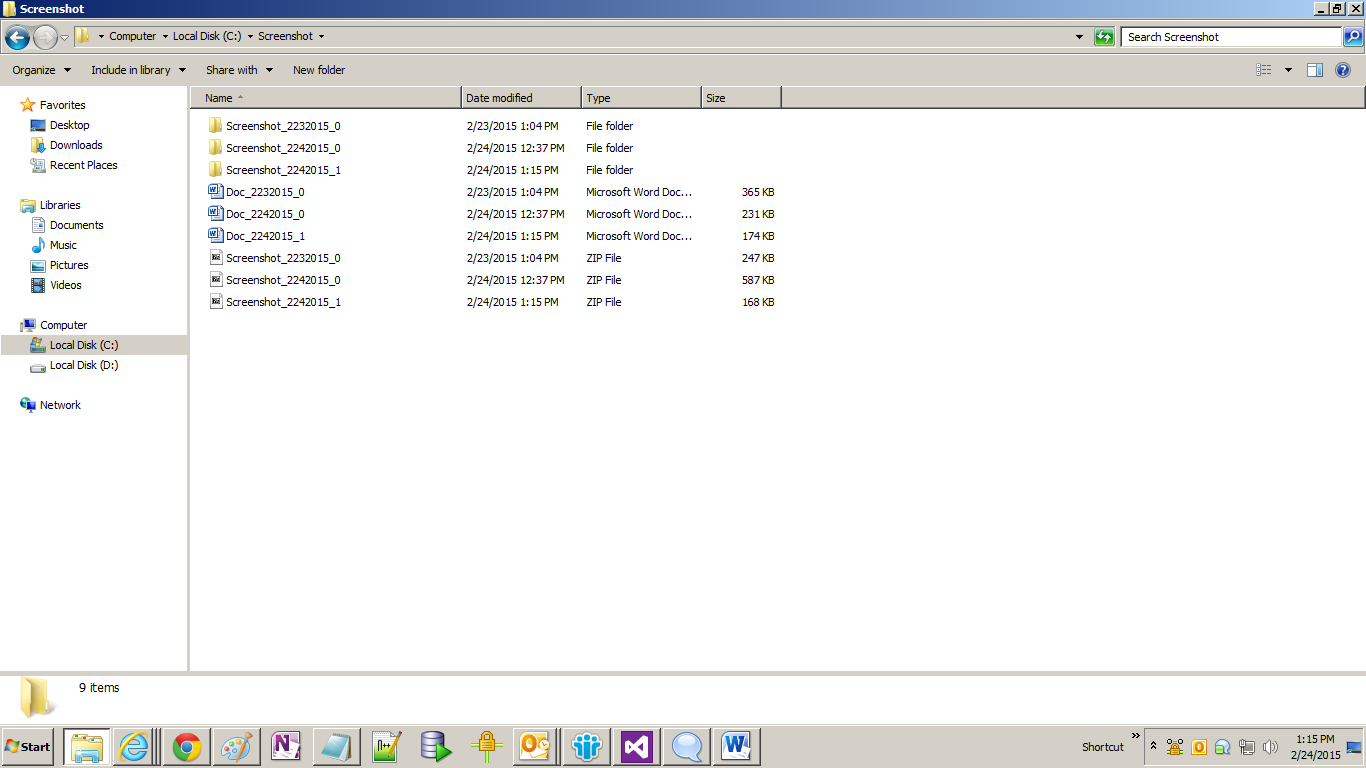 Screenshot
Computer Local Disk (C:) Screenshot Search Screenshot
Organize Include in library Share with New folder
Name Date modified Type Size
Favorites
Desktop
Downloads
Recent Places
Libraries
Documents
Music
Pictures
Videos
Computer
Local Disk (C:)
Local Disk (D:)
Network
Screenshot_2232015_0 2/23/2015 1:04 PM File folder
Screenshot_2242015_0 2/24/2015 12:37 PM File folder
Screenshot_2242015_1 2/24/2015 1:15 PM File folder
Doc_2232015_0 2/23/2015 1:04 PM Microsoft Word Doc... 365 KB
Doc_2242015_0 2/24/2015 12:37 PM Microsoft Word Doc... 231 KB
Doc_2242015_1 2/24/2015 1:15 PM Microsoft Word Doc... 174 KB
Screenshot_2232015_0 2/23/2015 1:04 PM ZIP File 247 KB
Screenshot_2242015_0 2/24/2015 12:37 PM ZIP File 587 KB
Screenshot_2242015_1 2/24/2015 1:15 PM ZIP File 168 KB
9 items
Start Shortcut 1:15 PM
2/24/2015